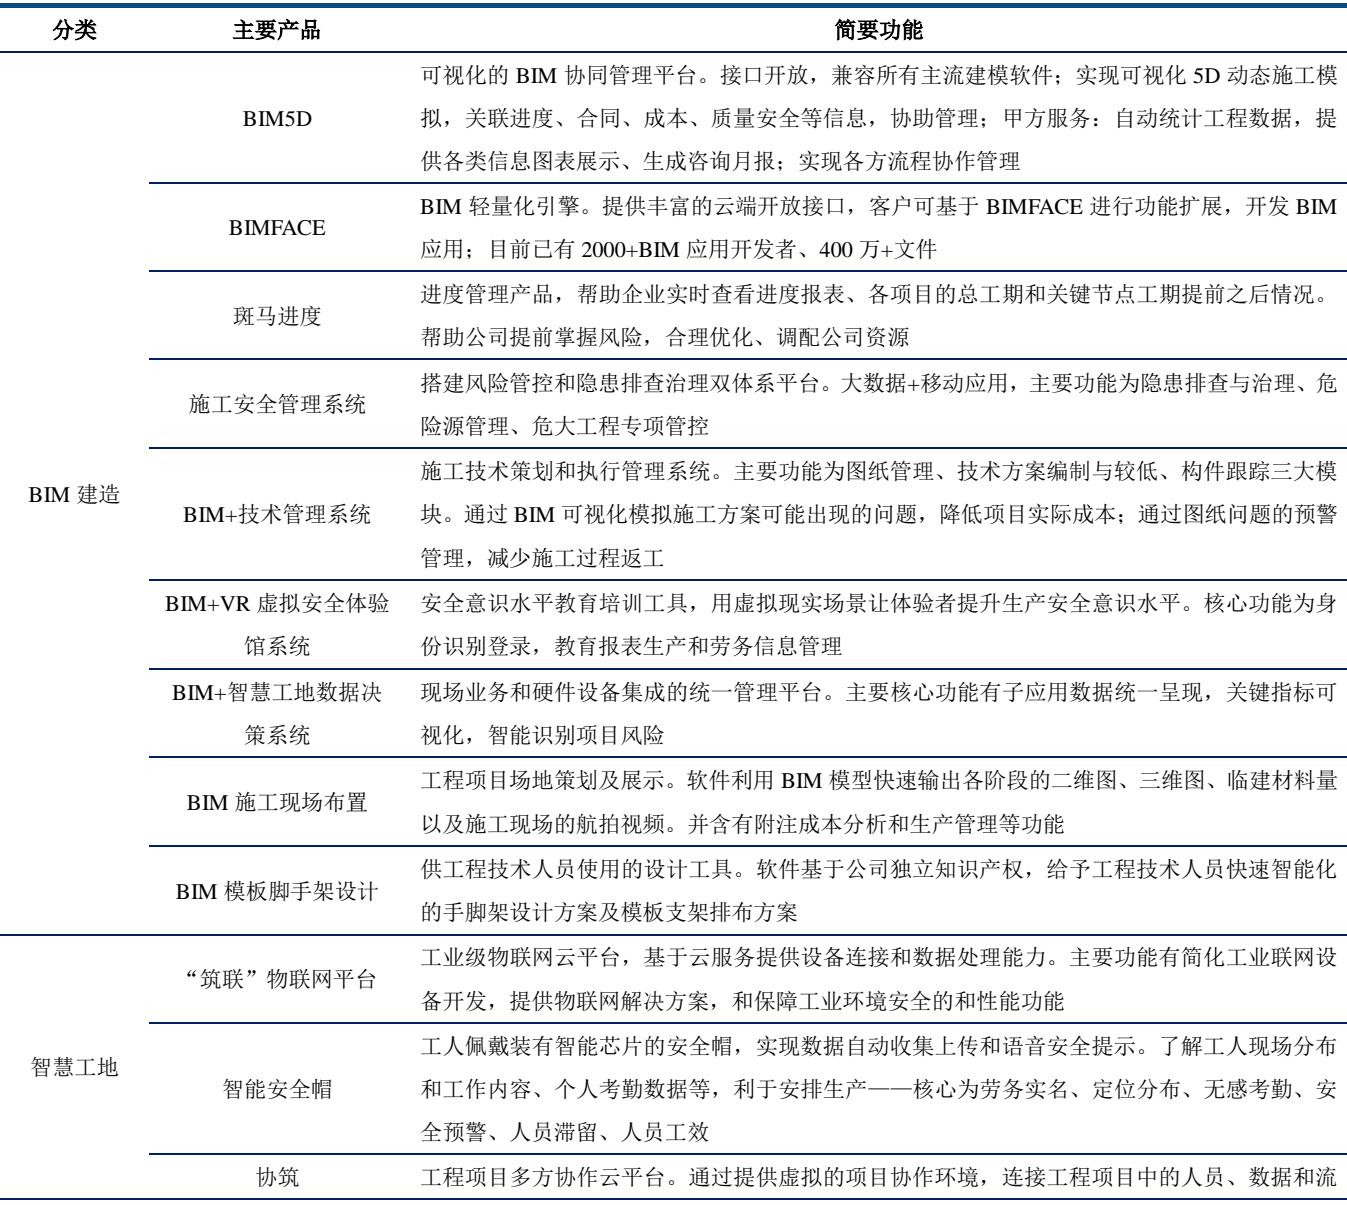 分类 主要产品 简要功能
BIM 建造
BIM5D
可视化的 BIM 协同管理平台。接口开放，兼容所有主流建模软件；实现可视化 5D 动态施工模
拟，关联进度、合同、成本、质量安全等信息，协助管理；甲方服务：自动统计工程数据，提
供各类信息图表展示、生成咨询月报；实现各方流程协作管理
BIMFACE
BIM 轻量化引擎。提供丰富的云端开放接口，客户可基于 BIMFACE 进行功能扩展，开发 BIM
应用；目前已有 2000+BIM 应用开发者、400 万+文件
斑马进度
进度管理产品，帮助企业实时查看进度报表、各项目的总工期和关键节点工期提前之后情况。
帮助公司提前掌握风险，合理优化、调配公司资源
施工安全管理系统
搭建风险管控和隐患排查治理双体系平台。大数据+移动应用，主要功能为隐患排查与治理、危
险源管理、危大工程专项管控
BIM+技术管理系统
施工技术策划和执行管理系统。主要功能为图纸管理、技术方案编制与较低、构件跟踪三大模
块。通过 BIM 可视化模拟施工方案可能出现的问题，降低项目实际成本；通过图纸问题的预警
管理，减少施工过程返工
BIM+VR 虚拟安全体验
馆系统
安全意识水平教育培训工具，用虚拟现实场景让体验者提升生产安全意识水平。核心功能为身
份识别登录，教育报表生产和劳务信息管理
BIM+智慧工地数据决
策系统
现场业务和硬件设备集成的统一管理平台。主要核心功能有子应用数据统一呈现，关键指标可
视化，智能识别项目风险
BIM 施工现场布置
工程项目场地策划及展示。软件利用 BIM 模型快速输出各阶段的二维图、三维图、临建材料量
以及施工现场的航拍视频。并含有附注成本分析和生产管理等功能
BIM 模板脚手架设计
供工程技术人员使用的设计工具。软件基于公司独立知识产权，给予工程技术人员快速智能化
的手脚架设计方案及模板支架排布方案
智慧工地
“筑联”物联网平台
工业级物联网云平台，基于云服务提供设备连接和数据处理能力。主要功能有简化工业联网设
备开发，提供物联网解决方案，和保障工业环境安全的和性能功能
智能安全帽
工人佩戴装有智能芯片的安全帽，实现数据自动收集上传和语音安全提示。了解工人现场分布
和工作内容、个人考勤数据等，利于安排生产——核心为劳务实名、定位分布、无感考勤、安
全预警、人员滞留、人员工效
协筑
工程项目多方协作云平台。通过提供虚拟的项目协作环境，连接工程项目中的人员、数据和流